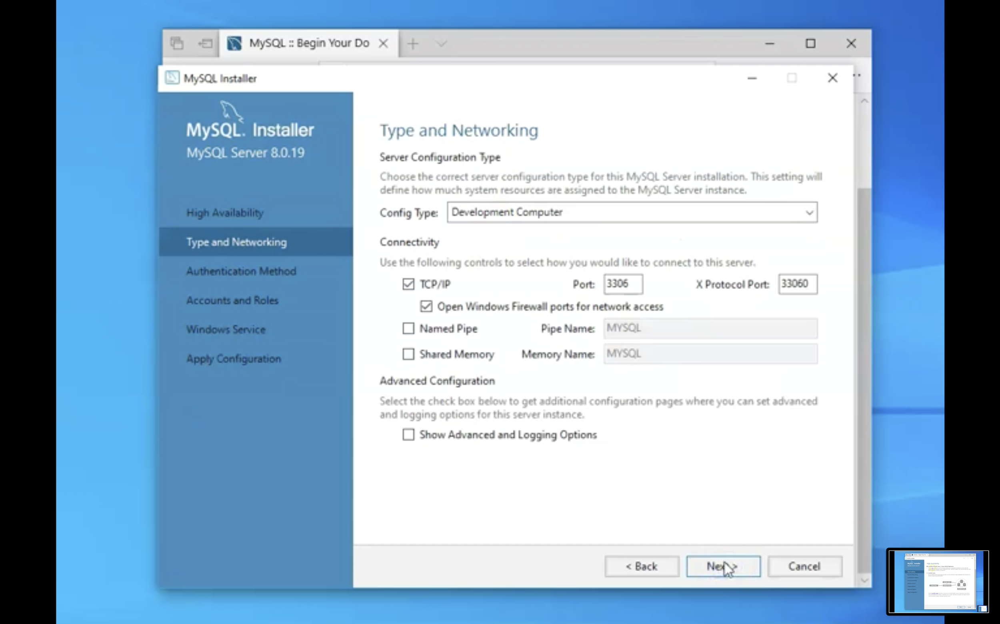 MySQL :: Begin Your Do
MySQL Installer
MySQL. Installer
MySQL Server 8.0.19
High Availability
Type and Networking
Authentication Method
Accounts and Roles
Windows Service
Apply Configuration
Type and Networking
Server Configuration Type
Choose the correct server configuration type for this MySQL Server installation. This setting will
define how much system resources are assigned to the MySQL Server instance.
Config Type: Development Computer
Connectivity
Use the following controls to select how you would like to connect to this server.
TCP/IP Port: 3306 X Protocol Port: 33060
Open Windows Firewall ports for network access
Named Pipe Pipe Name: MYSQL
Shared Memory Memory Name: MYSQL
Advanced Configuration
Select the check box below to get additional configuration pages where you can set advanced
and logging options for this server instance.
Show Advanced and Logging Options
< Back Next > Cancel